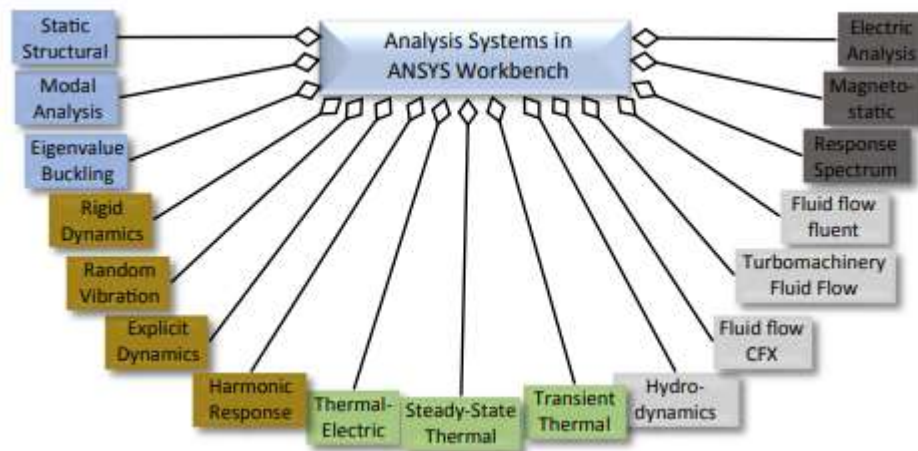 Analysis Systems in
ANSYS Workbench
Static
Structural
Modal
Analysis
Eigenvalue
Buckling
Rigid
Dynamics
Random
Vibration
Explicit
Dynamics
Harmonic
Response
Thermal-
Electric
Steady-State
Thermal
Transient
Thermal
Hydro-
dynamics
Fluid flow
CFX
Turbomachinery
Fluid Flow
Fluid flow
fluent
Response
Spectrum
Magneto-
static
Electric
Analysis